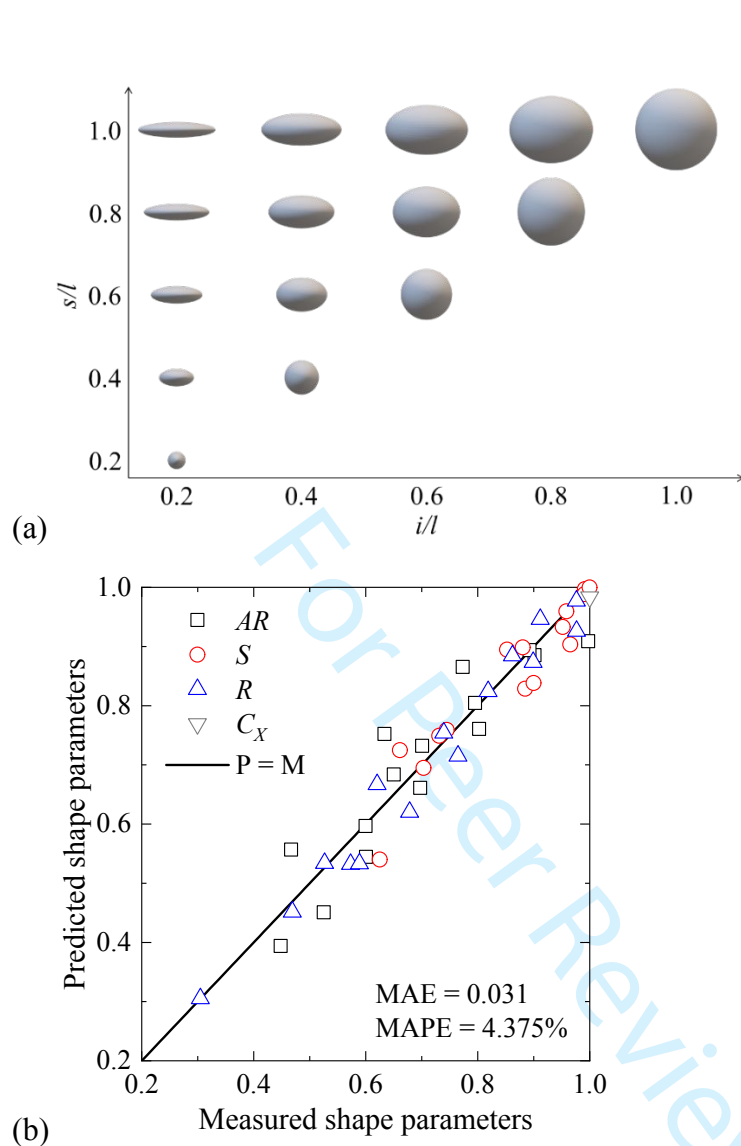 1.0
0.8
0.6
0.4
0.2
s/l
0.2 0.4 0.6 0.8 1.0
i/l
(a)
1.0
0.8
0.6
0.4
0.2
Predicted shape parameters
AR
S
R
C_X
P = M
MAE = 0.031
MAPE = 4.375%
0.2 0.4 0.6 0.8 1.0
Measured shape parameters
(b)
For Peer Review